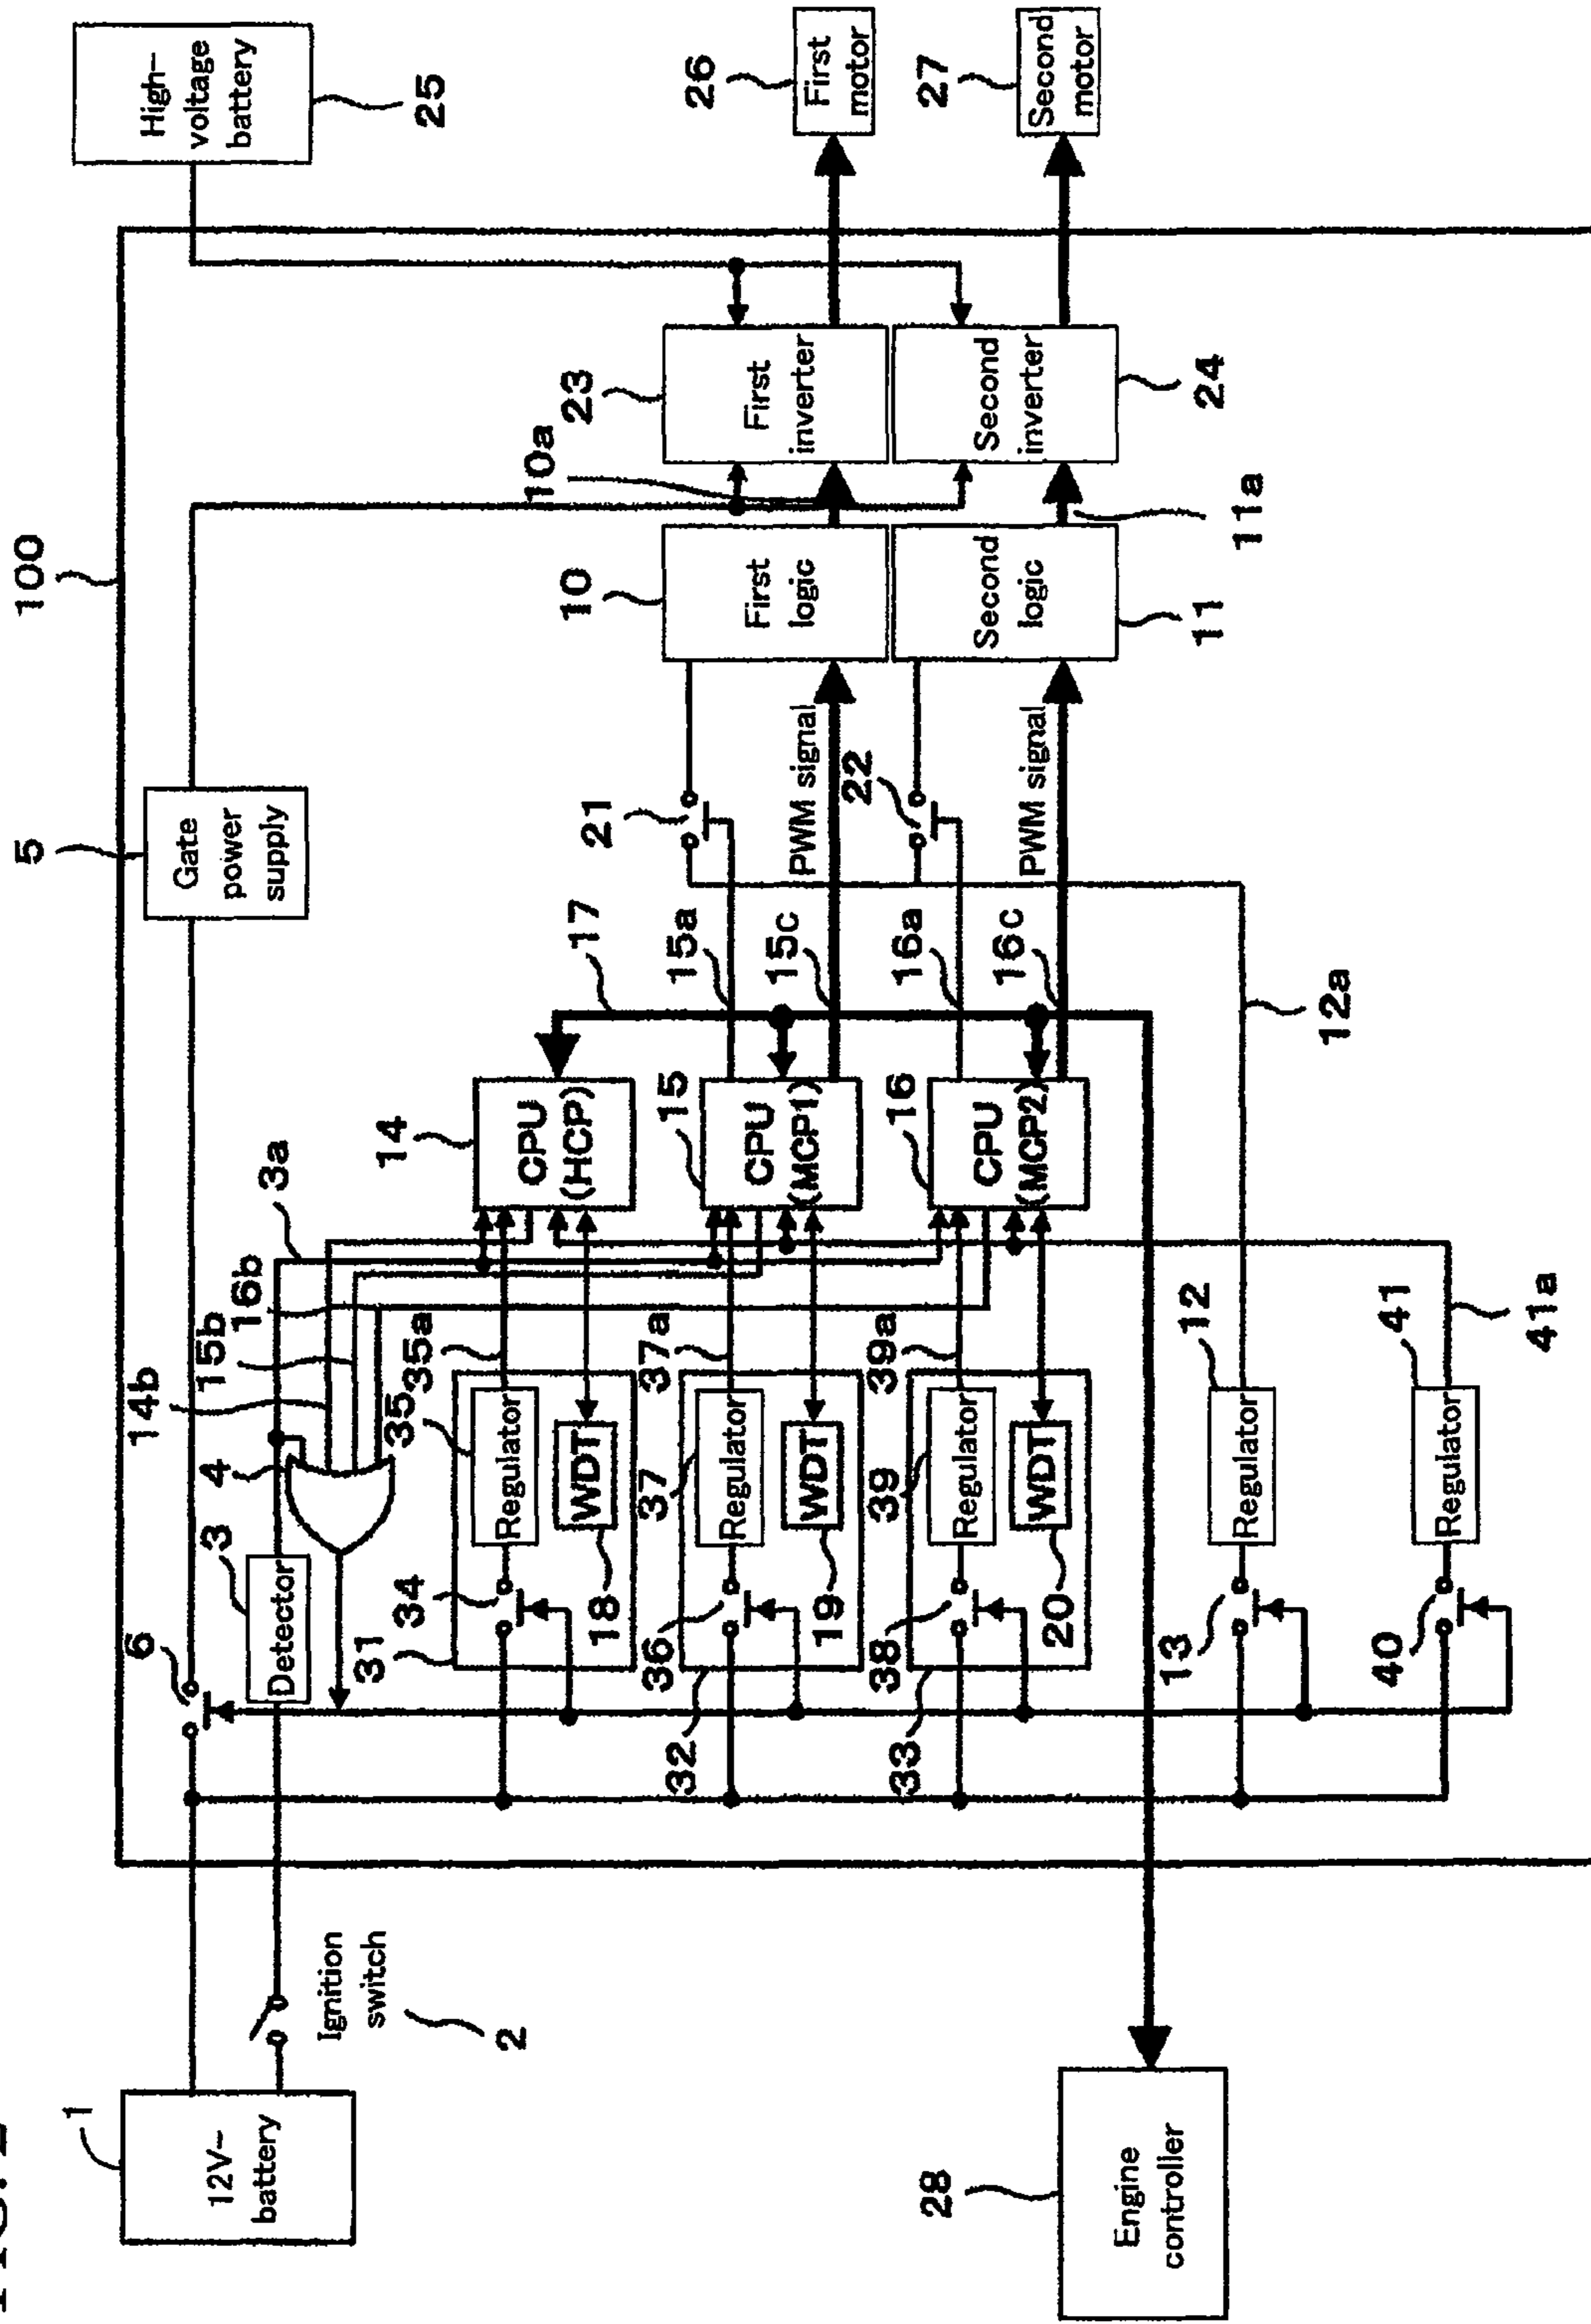 100
1
12V-
battery
Ignition
switch
2
6
3
Detector
4
14b
15b
16b
3a
5
Gate
power
supply
High-
voltage
battery
25
31
34
35
Regulator
35a
WDT
18
14
CPU
(HCP)
17
32
36
37
Regulator
37a
WDT
19
15
CPU
(MCP1)
15a
15c
21
PWM signal
10
First
logic
10a
23
First
inverter
26
First
motor
33
38
39
Regulator
39a
WDT
20
16
CPU
(MCP2)
16a
16c
22
PWM signal
Second
logic
11
11a
Second
inverter
24
27
Second
motor
28
Engine
controller
13
12
Regulator
12a
40
41
Regulator
41a